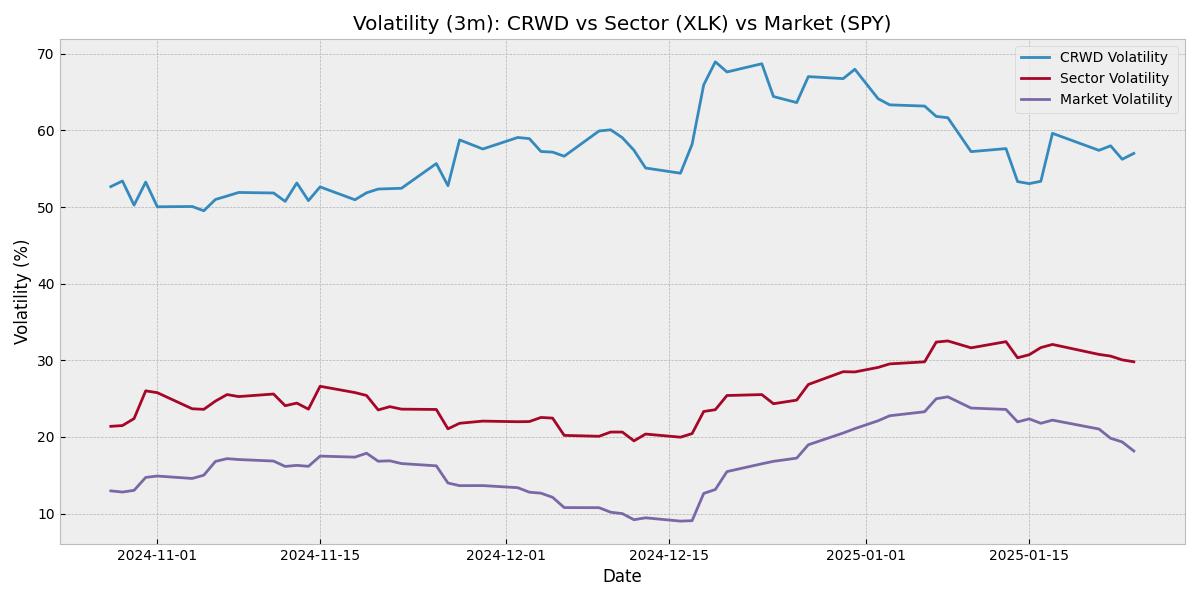 Volatility (3m): CRWD vs Sector (XLK) vs Market (SPY)
CRWD Volatility
Sector Volatility
Market Volatility
Volatility (%)
70
60
50
40
30
20
10
2024-11-01
2024-11-15
2024-12-01
2024-12-15
2025-01-01
2025-01-15
Date